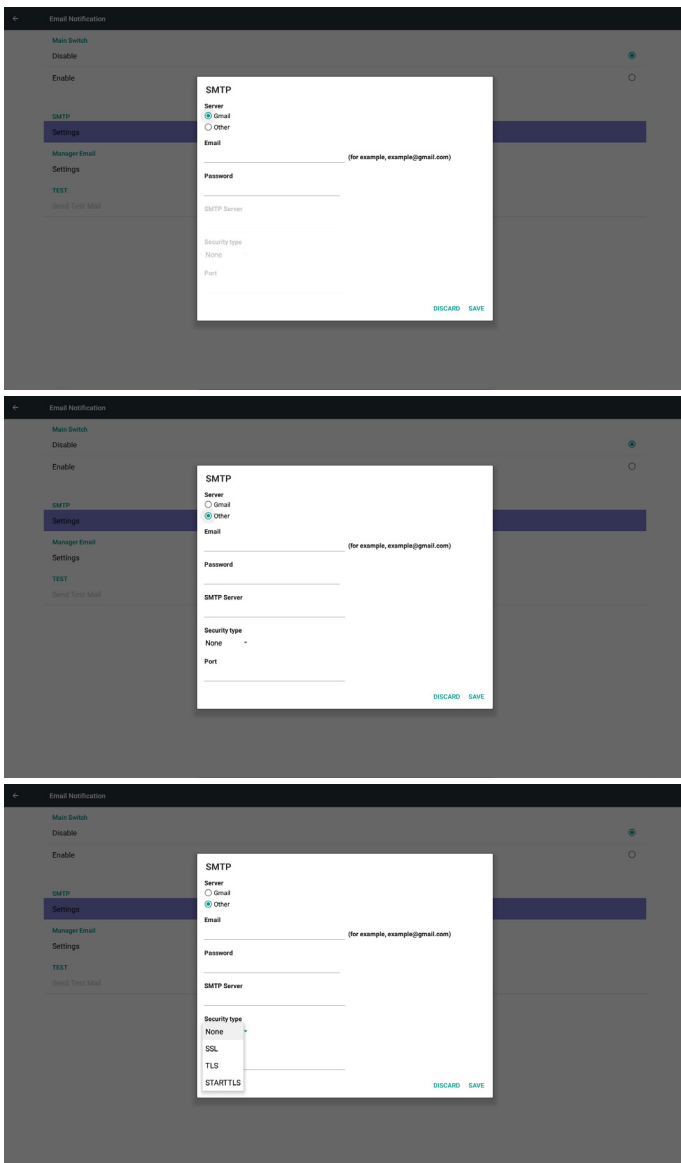 Email Notification
Main Switch
Disable
Enable
SMTP
Settings
Manager Email
Settings
TEST
Send Test Mail
SMTP
Server
Gmail
Other
Email
(for example, example@gmail.com)
Password
SMTP Server
Security type
None
Port
DISCARD SAVE
Email Notification
Main Switch
Disable
Enable
SMTP
Settings
Manager Email
Settings
TEST
Send Test Mail
SMTP
Server
Gmail
Other
Email
(for example, example@gmail.com)
Password
SMTP Server
Security type
None
Port
DISCARD SAVE
Email Notification
Main Switch
Disable
Enable
SMTP
Settings
Manager Email
Settings
TEST
Send Test Mail
SMTP
Server
Gmail
Other
Email
(for example, example@gmail.com)
Password
SMTP Server
Security type
None
SSL
TLS
STARTTLS
DISCARD SAVE